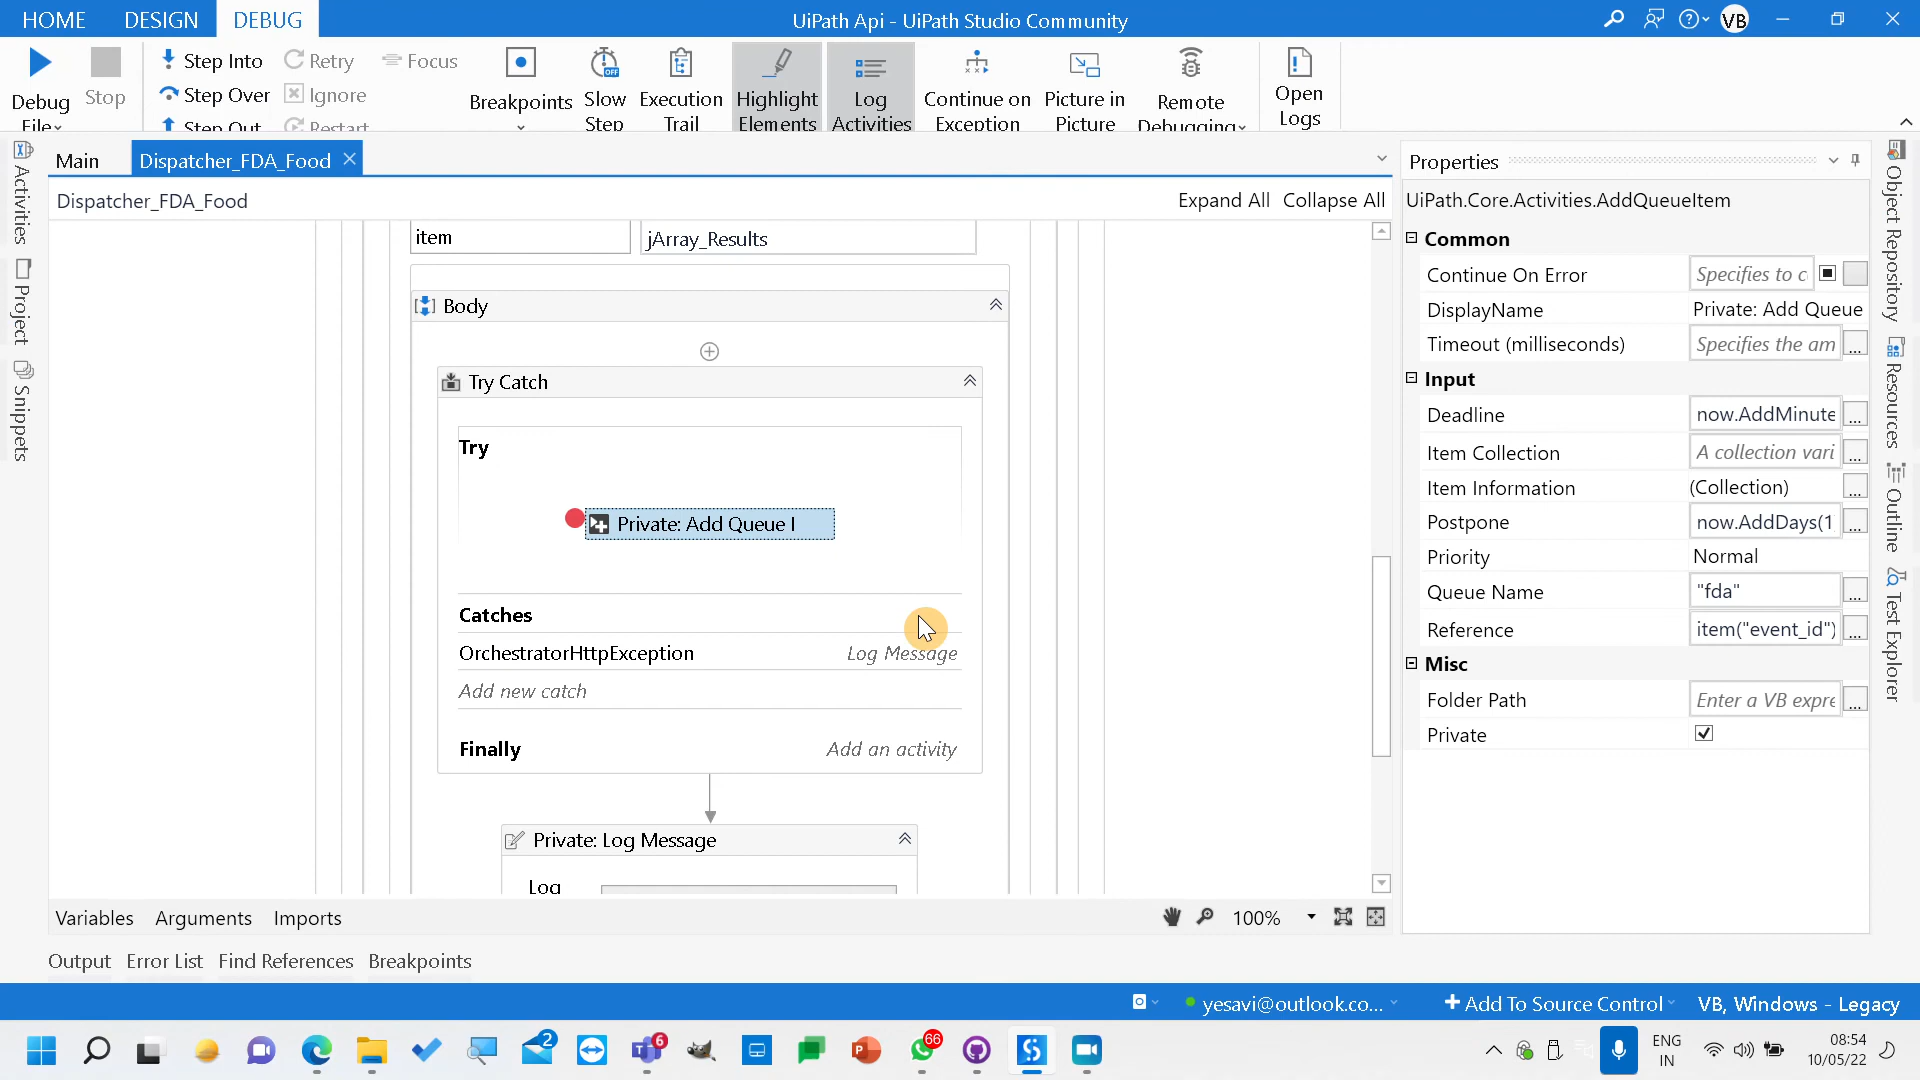 HOME DESIGN DEBUG
UiPath Api - UiPath Studio Community
VB
Debug File
Stop
Step Into
Step Over
Step Out
Retry
Ignore
Restart
Focus
Breakpoints
Slow Step
OFF
Execution Trail
Highlight Elements
Log Activities
Continue on Exception
Picture in Picture
Remote Debugging
Open Logs
Activities
Project
Snippets
Main
Dispatcher_FDA_Food
Dispatcher_FDA_Food
Expand All Collapse All
item
jArray_Results
Body
Try Catch
Try
Private: Add Queue I
Catches
OrchestratorHttpException
Log Message
Add new catch
Finally
Add an activity
Private: Log Message
Log
Properties
UiPath.Core.Activities.AddQueueItem
Common
Continue On Error
Specifies to c
DisplayName
Private: Add Queue
Timeout (milliseconds)
Specifies the am
...
Input
Deadline
now.AddMinute
...
Item Collection
A collection vari
...
Item Information
(Collection)
...
Postpone
now.AddDays(1
...
Priority
Normal
Queue Name
"fda"
...
Reference
item("event_id")
...
Misc
Folder Path
Enter a VB expre
...
Private
Object Repository
Resources
Outline
Test Explorer
Variables Arguments Imports
100%
Output Error List Find References Breakpoints
yesavi@outlook.co...
Add To Source Control
VB, Windows - Legacy
2
6
66
ENG
IN
08:54
10/05/22